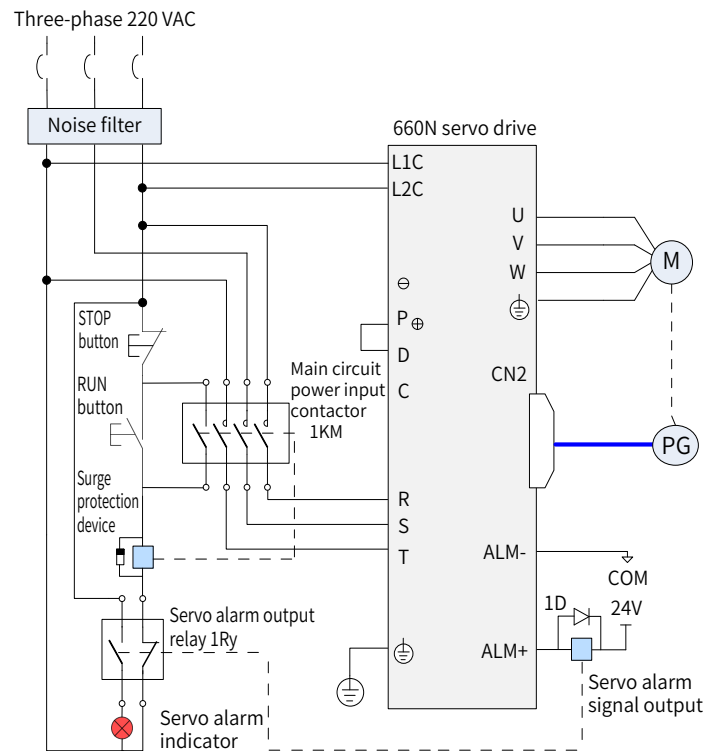 Three-phase 220 VAC
Noise filter
660N servo drive
L1C
L2C
U
V
W
M
⊖
P⊕
D
C
STOP
button
RUN
button
Main circuit
power input
contactor
1KM
CN2
PG
Surge
protection
device
R
S
T
ALM-
COM
1D
24V
ALM+
Servo alarm output
relay 1Ry
Servo alarm
signal output
Servo alarm
indicator